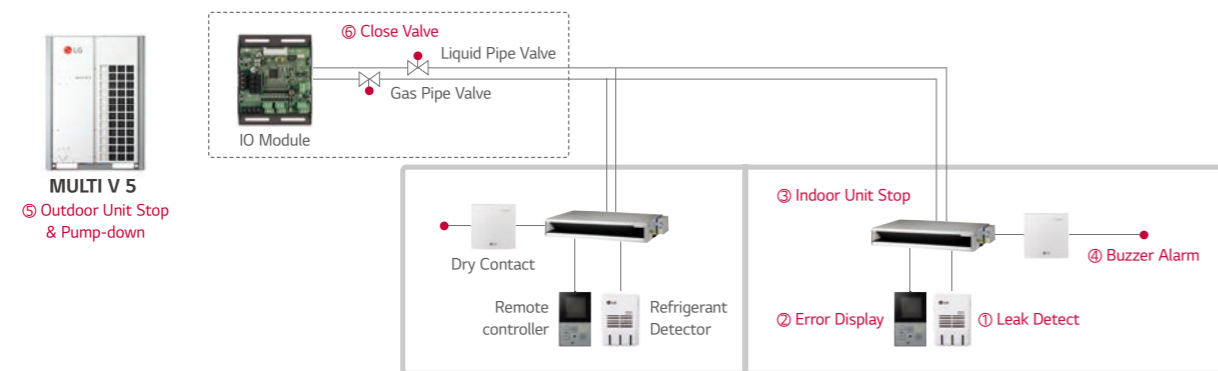 LG
MULTI V 5
⑤ Outdoor Unit Stop
& Pump-down
⑥ Close Valve
Liquid Pipe Valve
Gas Pipe Valve
IO Module
Dry Contact
Remote
controller
Refrigerant
Detector
③ Indoor Unit Stop
④ Buzzer Alarm
② Error Display
① Leak Detect